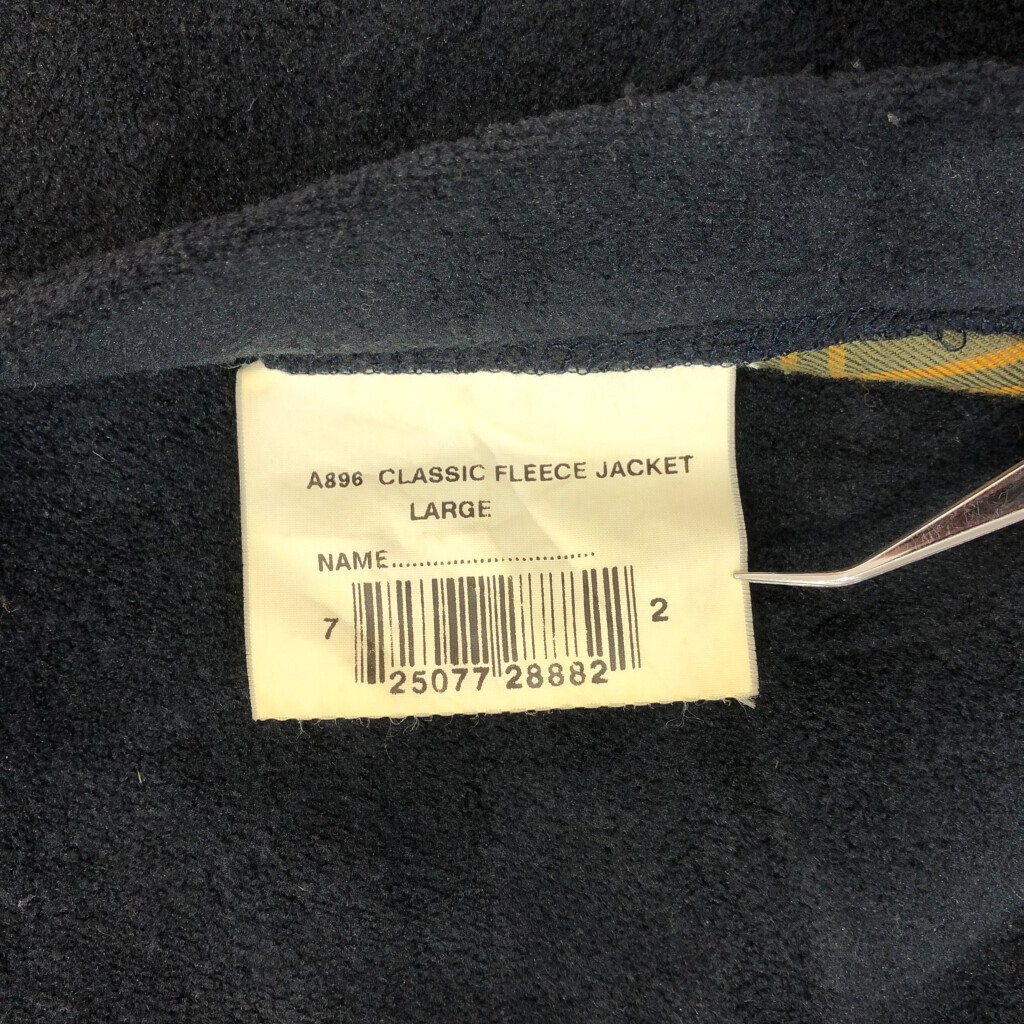 A896 CLASSIC FLEECE JACKET
LARGE
NAME..............................
7 25077 28882 2